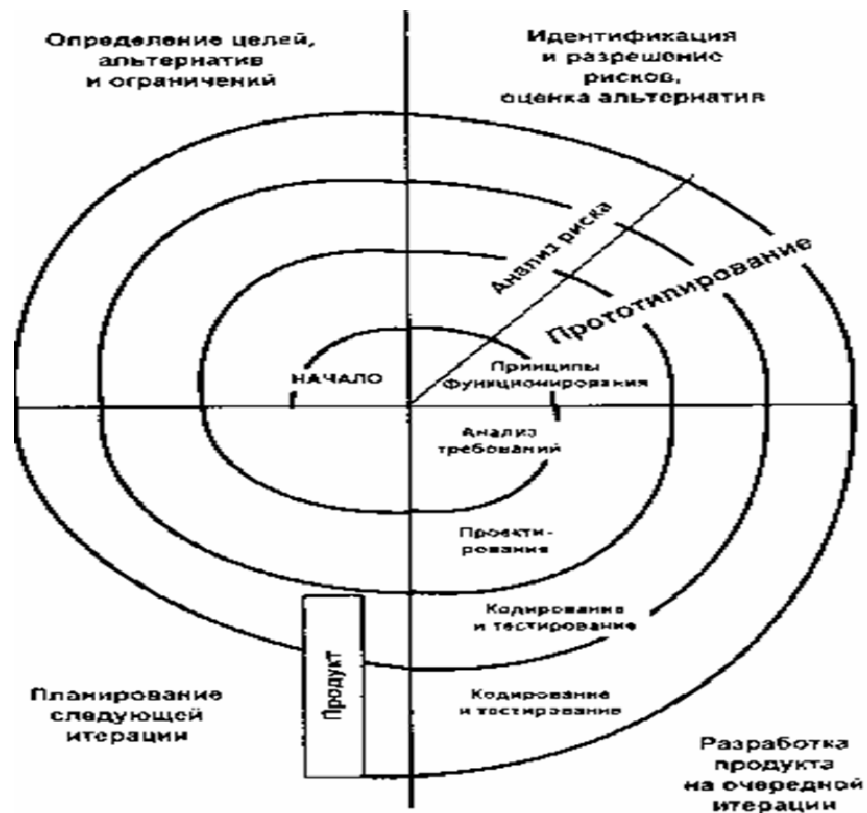 Определение целей,
альтернатив
и ограничений
Идентификация
и разрешение
рисков,
оценка альтернатив
Анализ риска
Прототипирование
НАЧАЛО
Принципы
функционирования
Анализ
требований
Проекти-
рование
Кодирование
и тестирование
Продукт
Кодирование
и тестирование
Планирование
следующей
итерации
Разработка
продукта
на очередной
итерации